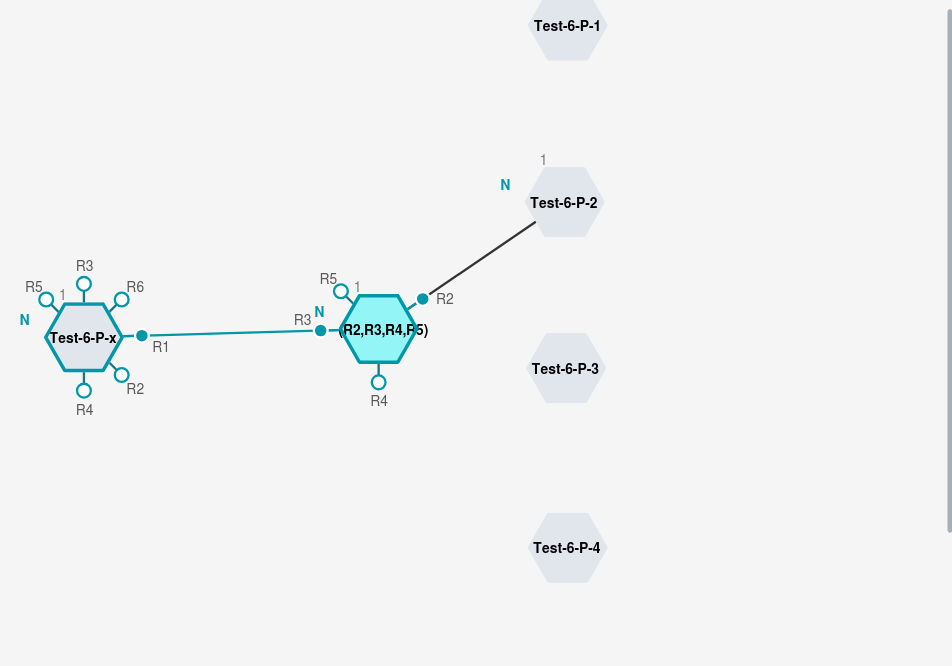 Test-6-P-1
1
N
Test-6-P-2
R3
R5
1
R6
N
Test-6-P-x
R1
R2
R4
R5
1
N
R3
(R2,R3,R4,R5)
R2
R4
Test-6-P-3
Test-6-P-4